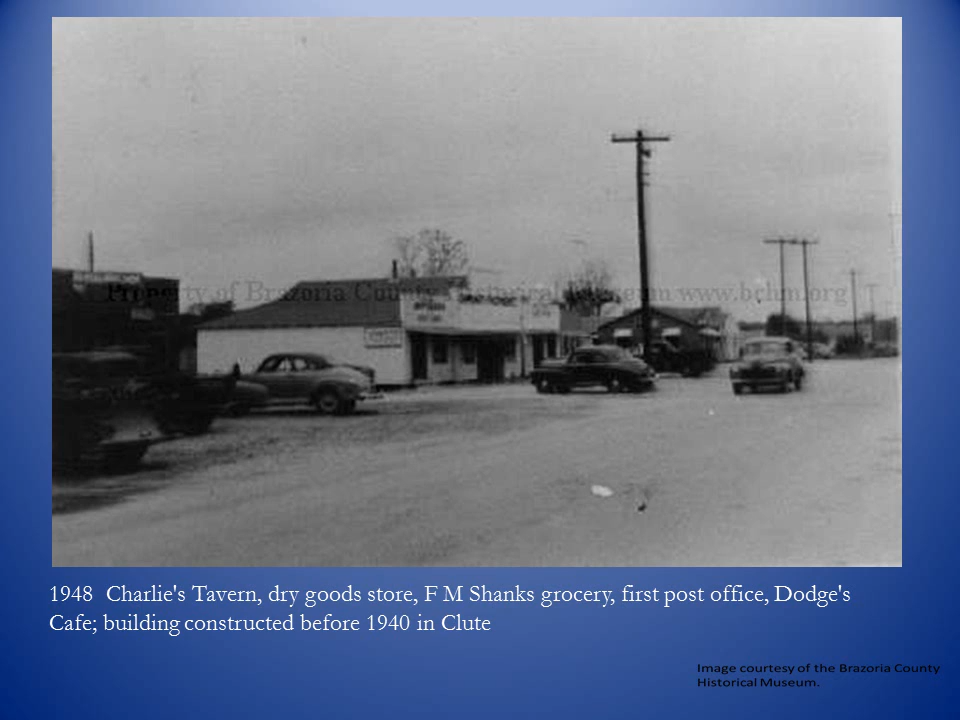 Property of Brazoria County Historical Museum www.bchm.org
1948  Charlie's Tavern, dry goods store, F M Shanks grocery, first post office, Dodge's
Cafe; building constructed before 1940 in Clute
Image courtesy of the Brazoria County
Historical Museum.